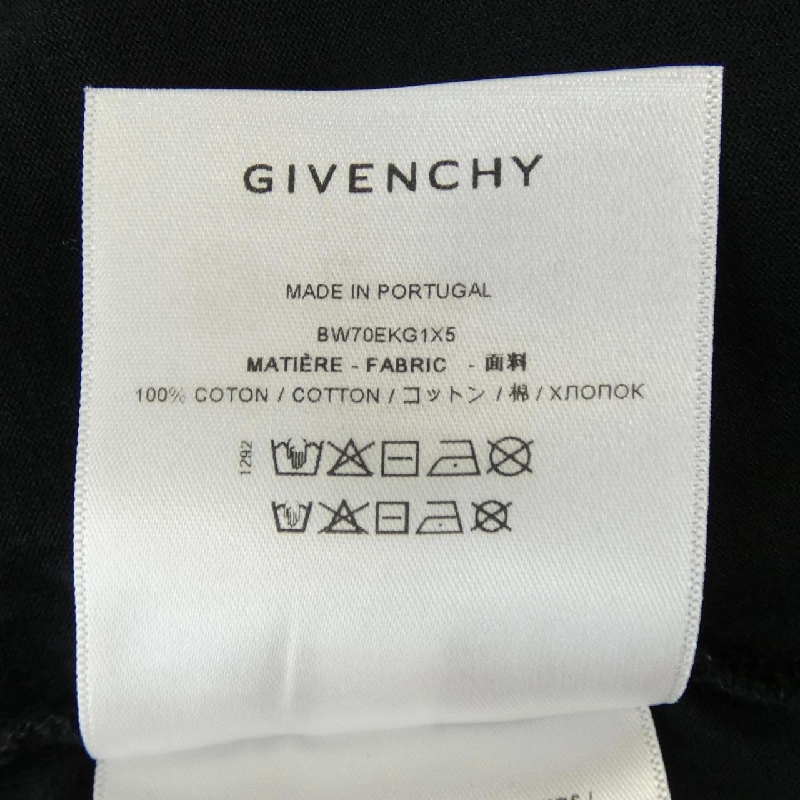 GIVENCHY
MADE IN PORTUGAL
BW70EKG1X5
MATIÈRE - FABRIC - 面料
100% COTON / COTTON / コットン / 棉 / ХЛОПОК
1292